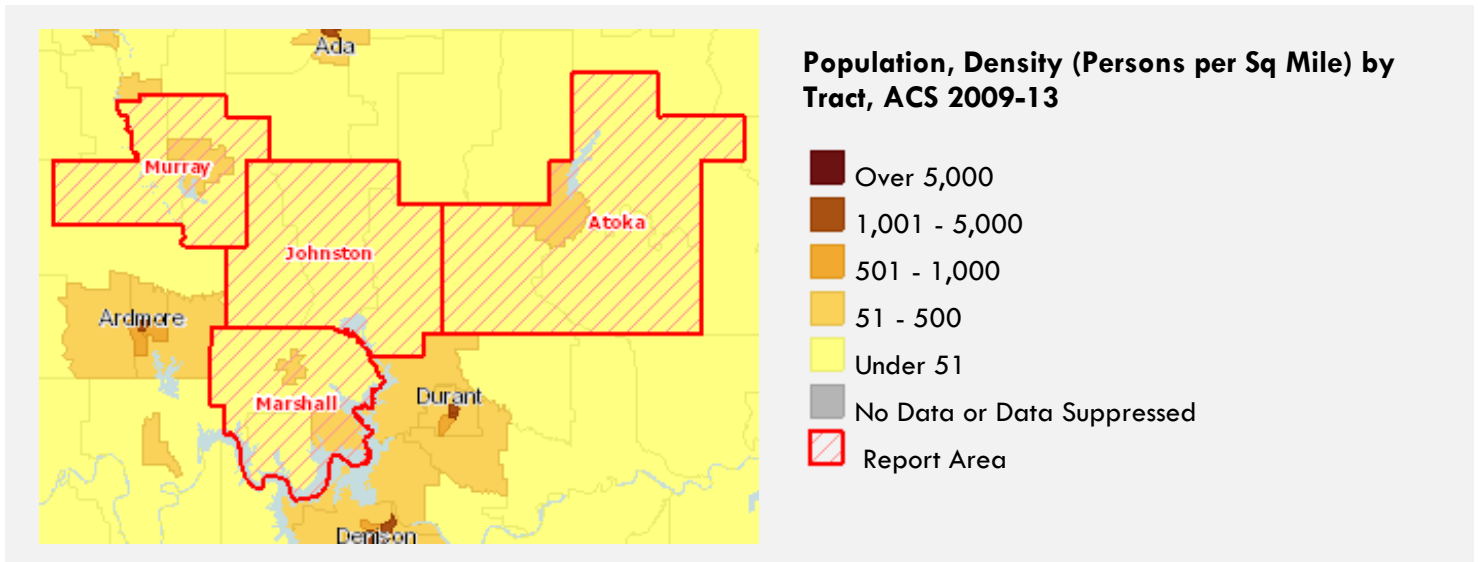 Ada
Murray
Atoka
Johnston
Ardmore
Durant
Marshall
Denison
Population, Density (Persons per Sq Mile) by
Tract, ACS 2009-13
Over 5,000
1,001 - 5,000
501 - 1,000
51 - 500
Under 51
No Data or Data Suppressed
Report Area